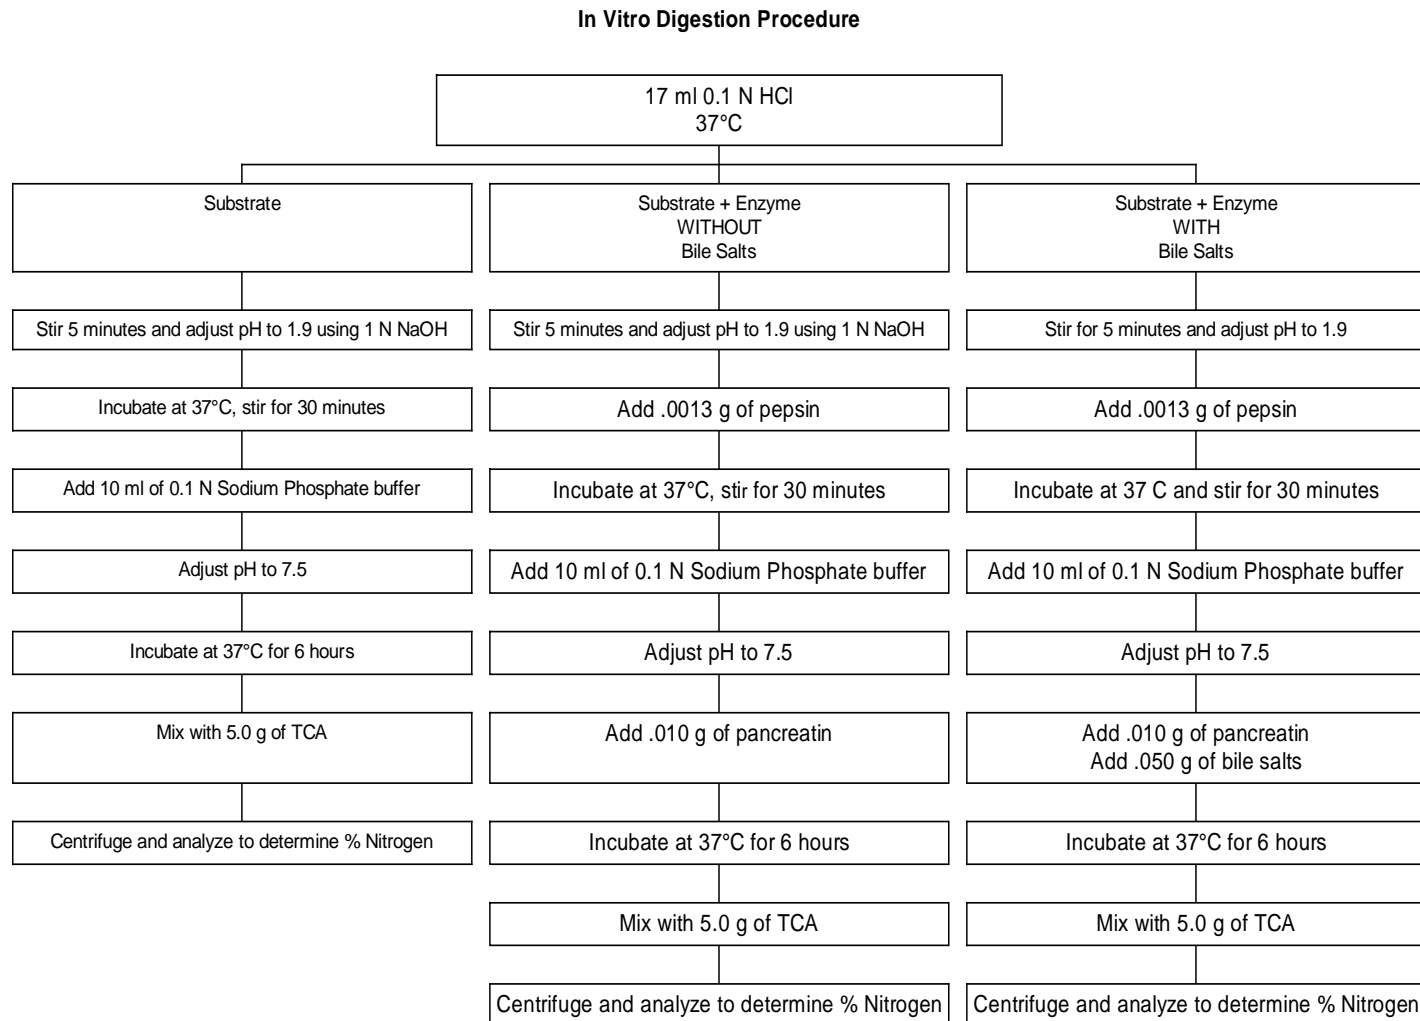 In Vitro Digestion Procedure
17 ml 0.1 N HCl
37°C
Substrate
Stir 5 minutes and adjust pH to 1.9 using 1 N NaOH
Incubate at 37°C, stir for 30 minutes
Add 10 ml of 0.1 N Sodium Phosphate buffer
Adjust pH to 7.5
Incubate at 37°C for 6 hours
Mix with 5.0 g of TCA
Centrifuge and analyze to determine % Nitrogen
Substrate + Enzyme
WITHOUT
Bile Salts
Stir 5 minutes and adjust pH to 1.9 using 1 N NaOH
Add .0013 g of pepsin
Incubate at 37°C, stir for 30 minutes
Add 10 ml of 0.1 N Sodium Phosphate buffer
Adjust pH to 7.5
Add .010 g of pancreatin
Incubate at 37°C for 6 hours
Mix with 5.0 g of TCA
Centrifuge and analyze to determine % Nitrogen
Substrate + Enzyme
WITH
Bile Salts
Stir for 5 minutes and adjust pH to 1.9
Add .0013 g of pepsin
Incubate at 37 C and stir for 30 minutes
Add 10 ml of 0.1 N Sodium Phosphate buffer
Adjust pH to 7.5
Add .010 g of pancreatin
Add .050 g of bile salts
Incubate at 37°C for 6 hours
Mix with 5.0 g of TCA
Centrifuge and analyze to determine % Nitrogen